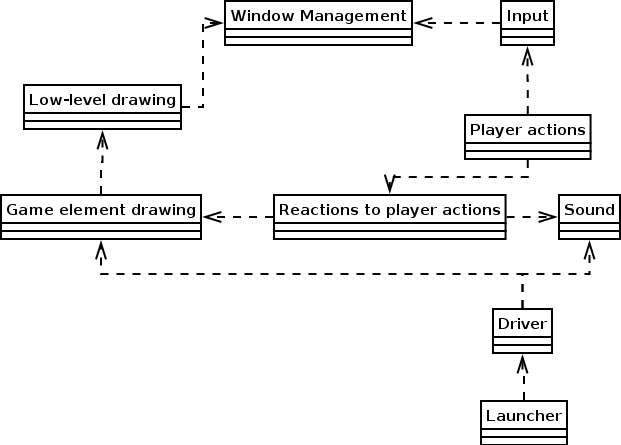 Window Management
Input
Low-level drawing
Player actions
Game element drawing
Reactions to player actions
Sound
Driver
Launcher